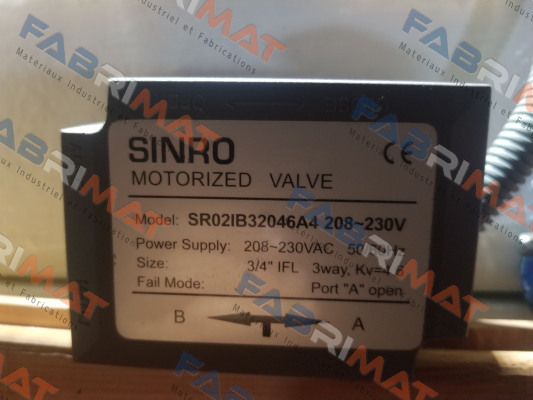 SINRO
MOTORIZED VALVE
Model: SR02IB32046A4 208~230V
Power Supply: 208~230VAC 50
Size: 3/4" IFL 3way,
Fail Mode: Port "A" open
B A
FABRIMAT
Materiaux Industriel et Fabrications